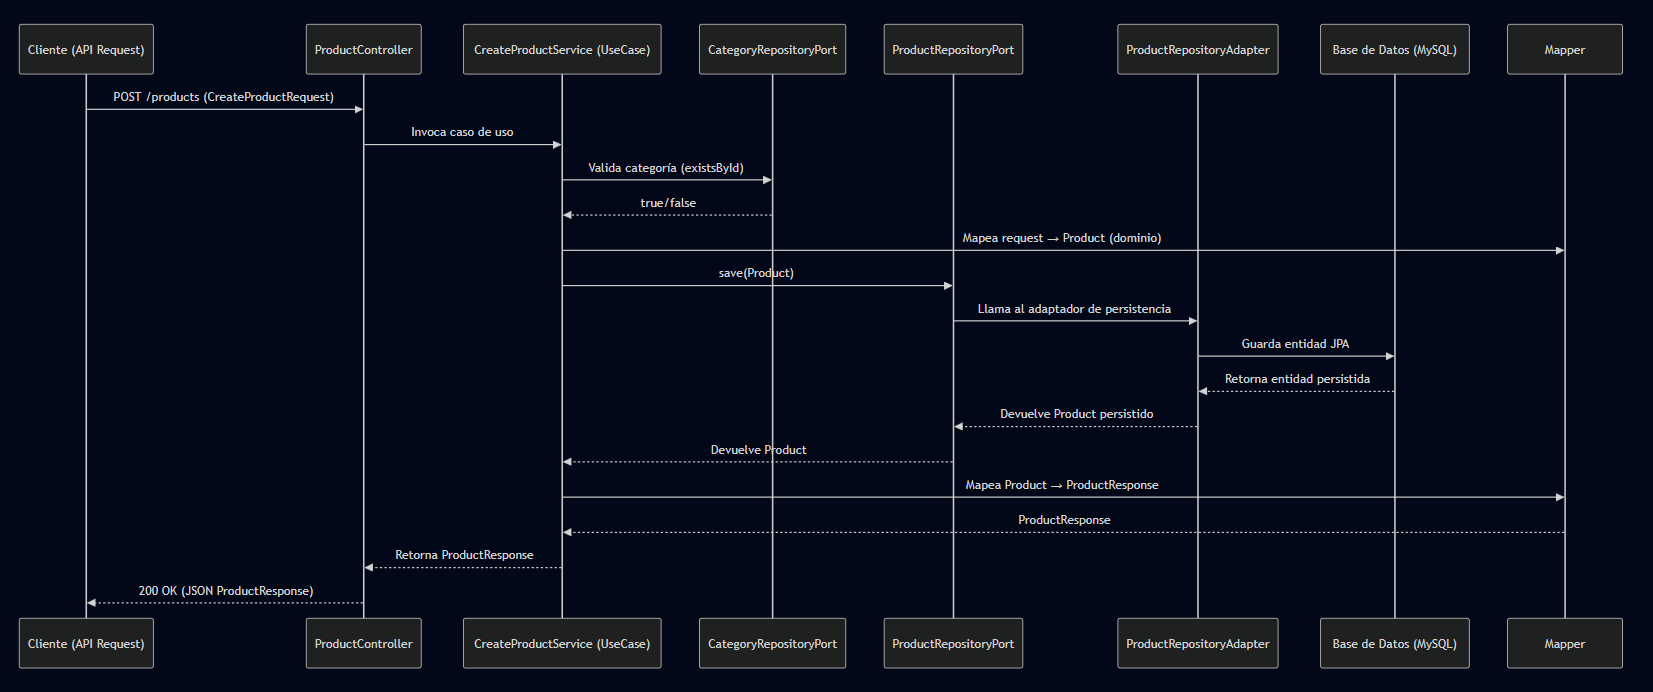 Cliente (API Request)
ProductController
CreateProductService (UseCase)
CategoryRepositoryPort
ProductRepositoryPort
ProductRepositoryAdapter
Base de Datos (MySQL)
Mapper
POST /products (CreateProductRequest)
Invoca caso de uso
Valida categoría (existsById)
true/false
Mapea request → Product (dominio)
save(Product)
Llama al adaptador de persistencia
Guarda entidad JPA
Retorna entidad persistida
Devuelve Product persistido
Devuelve Product
Mapea Product → ProductResponse
ProductResponse
Retorna ProductResponse
200 OK (JSON ProductResponse)
Cliente (API Request)
ProductController
CreateProductService (UseCase)
CategoryRepositoryPort
ProductRepositoryPort
ProductRepositoryAdapter
Base de Datos (MySQL)
Mapper